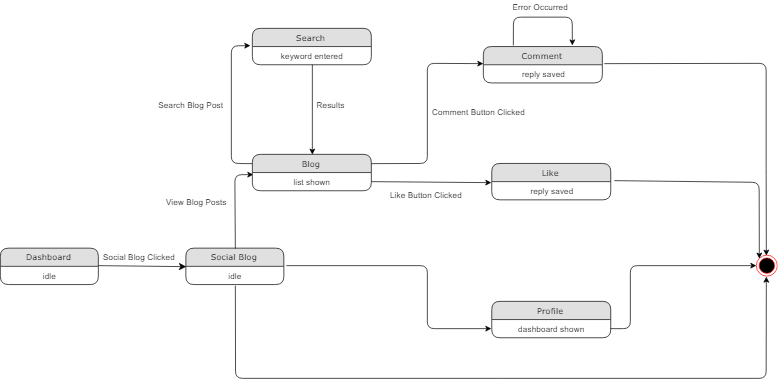 Error Occurred
Search
keyword entered
Comment
reply saved
Search Blog Post
Results
Comment Button Clicked
Blog
list shown
Like
reply saved
Like Button Clicked
View Blog Posts
Dashboard
idle
Social Blog Clicked
Social Blog
idle
Profile
dashboard shown